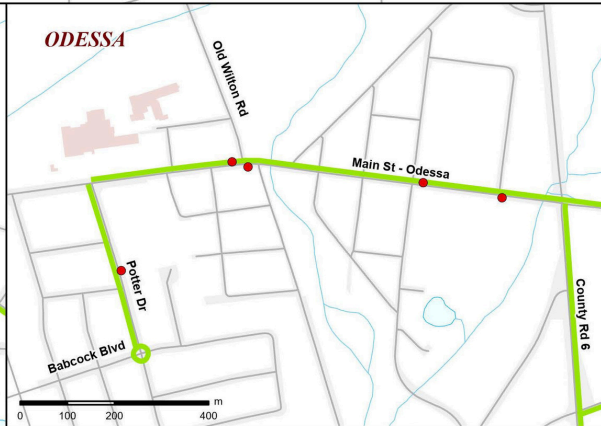 ODESSA
Old Wilton Rd
Main St - Odessa
Potter Dr
County Rd 6
Babcock Blvd
m
0 100 200 400